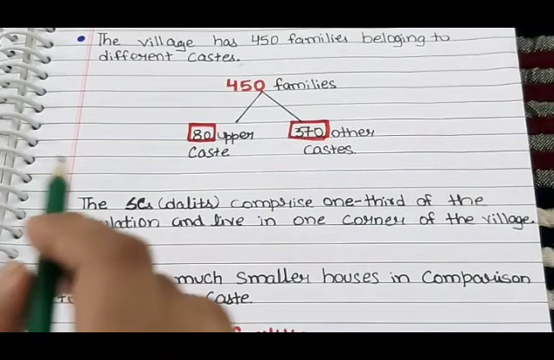 The village has 450 families beloging to
different castes.
450 families
80 upper
caste
370 other
castes
The SCs (dalits) comprise one-third of the
and live in one corner of the village.
much smaller houses in comparison
caste